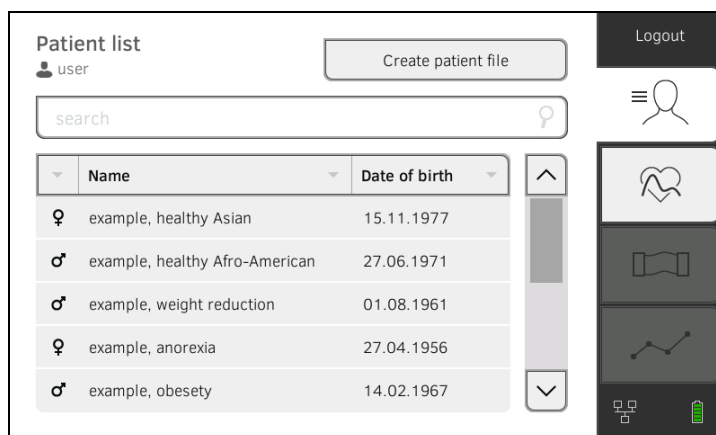 Patient list
user
Create patient file
Logout
search
Name Date of birth
example, healthy Asian 15.11.1977
example, healthy Afro-American 27.06.1971
example, weight reduction 01.08.1961
example, anorexia 27.04.1956
example, obesety 14.02.1967